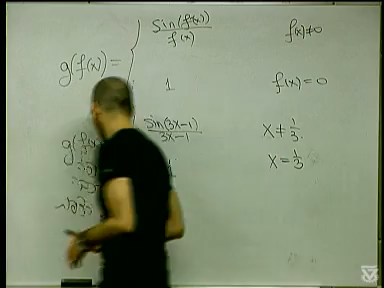 g(f(x)) = { sin(f(x))/f(x)   f(x)≠0
1   f(x) = 0
g(f(x   sin(3x-1)/3x-1   x ≠ 1/3
x = 1/3